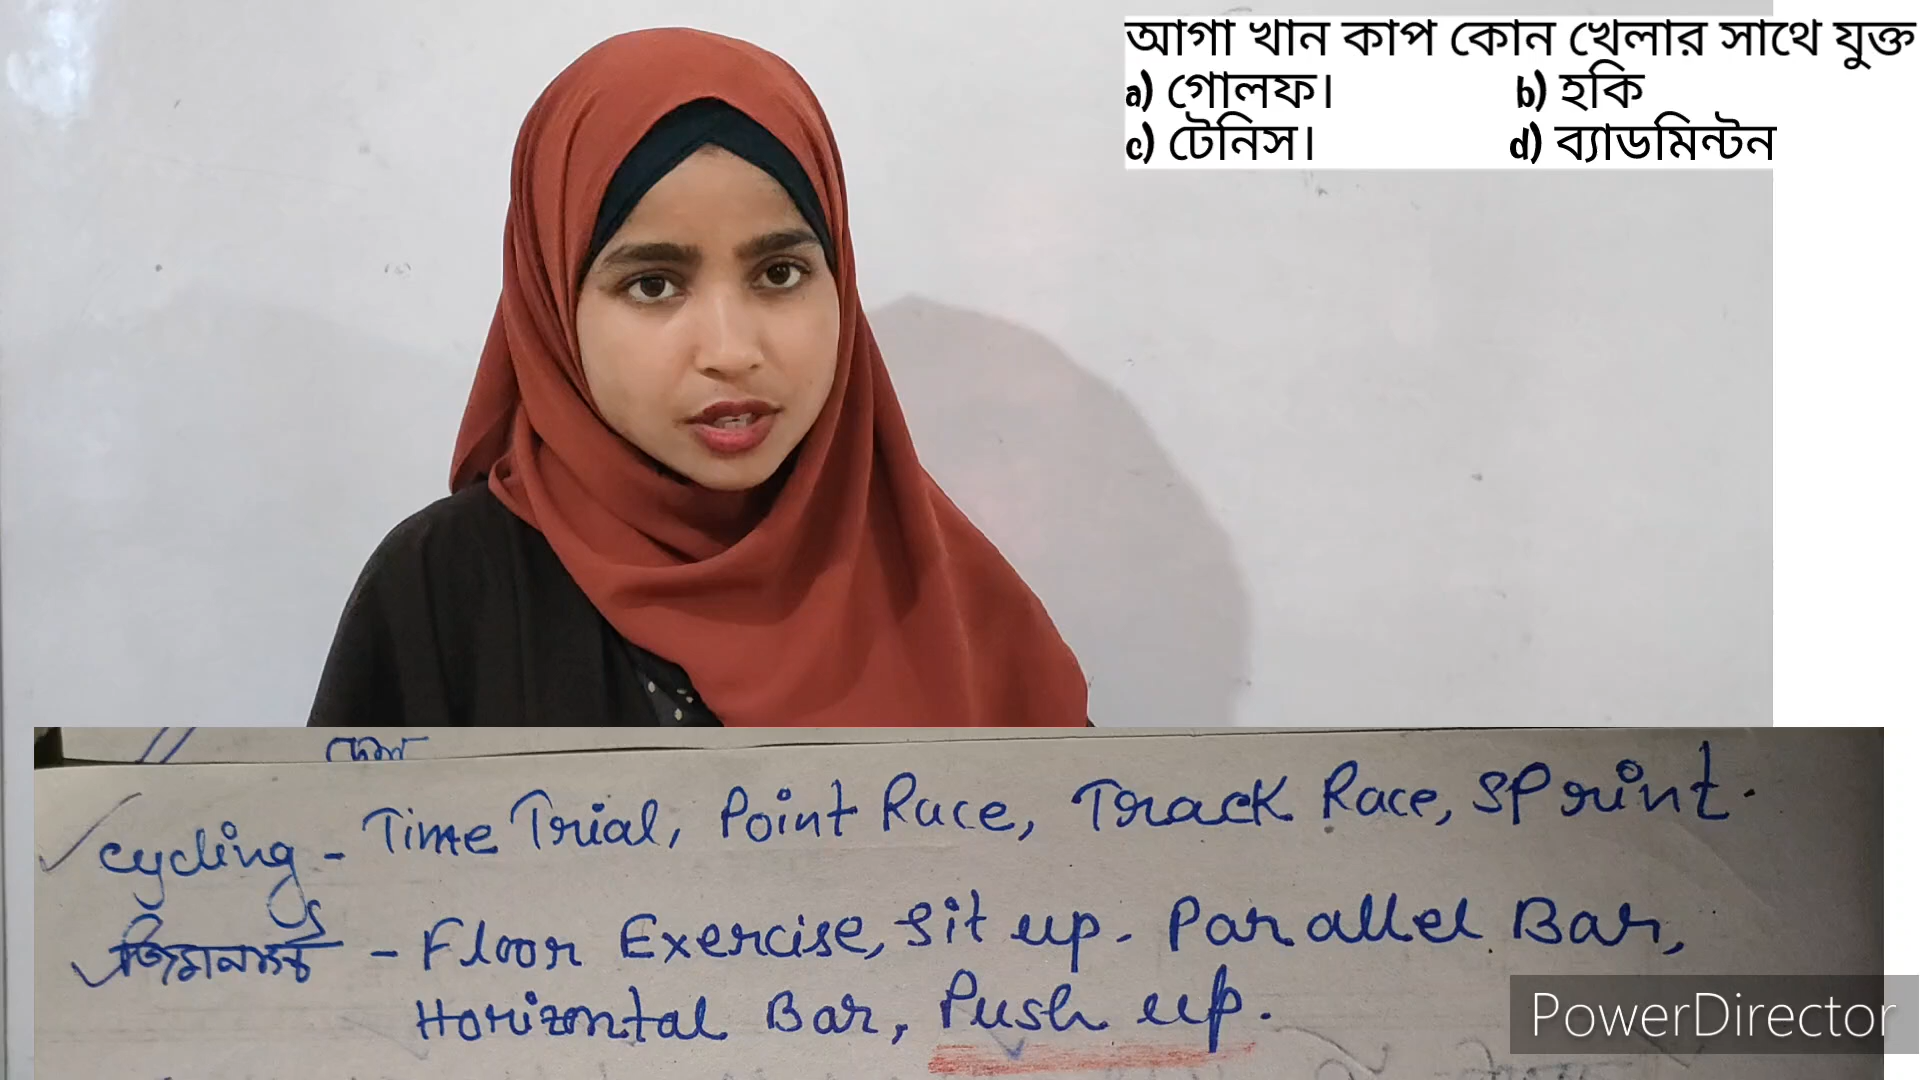 আগা খান কাপ কোন খেলার সাথে যুক্ত
a) গোলফ। b) হকি
c) টেনিস। d) ব্যাডমিন্টন
cycling - Time Trial, Point Race, Track Race, Sprint.
- Floor Exercise, Sit up. Parallel Bar,
Horizontal Bar, Push up.
PowerDirector